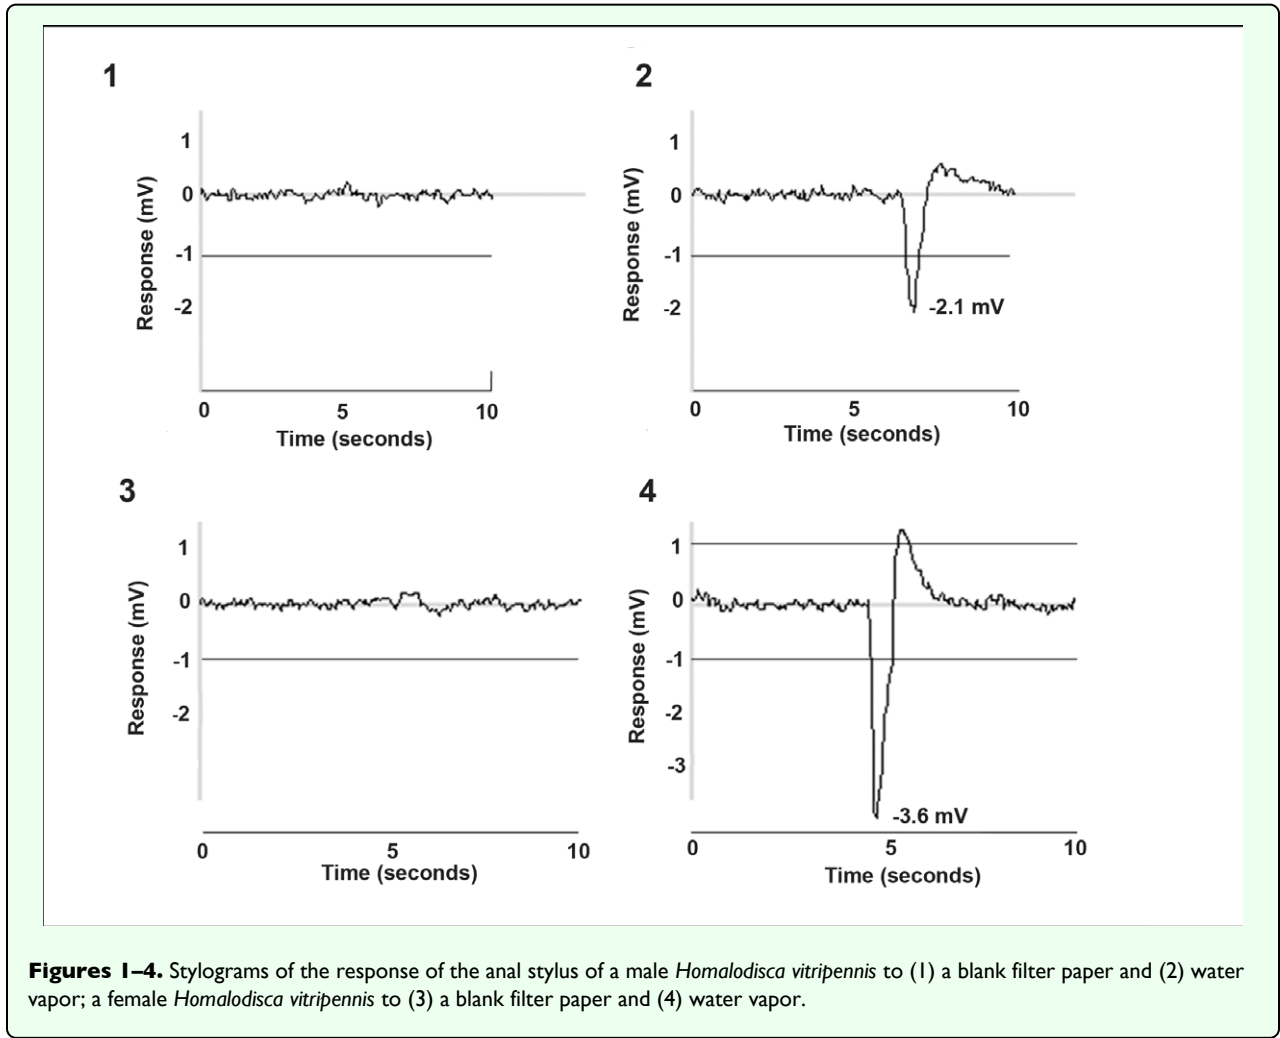 1
1
0
-1
-2
Response (mV)
0
5
10
Time (seconds)
2
1
0
-1
-2
Response (mV)
-2.1 mV
0
5
10
Time (seconds)
3
1
0
-1
-2
Response (mV)
0
5
10
Time (seconds)
4
1
0
-1
-2
-3
Response (mV)
-3.6 mV
0
5
10
Time (seconds)
Figures 1–4. Stylograms of the response of the anal stylus of a male Homalodisca vitripennis to (1) a blank filter paper and (2) water
vapor; a female Homalodisca vitripennis to (3) a blank filter paper and (4) water vapor.